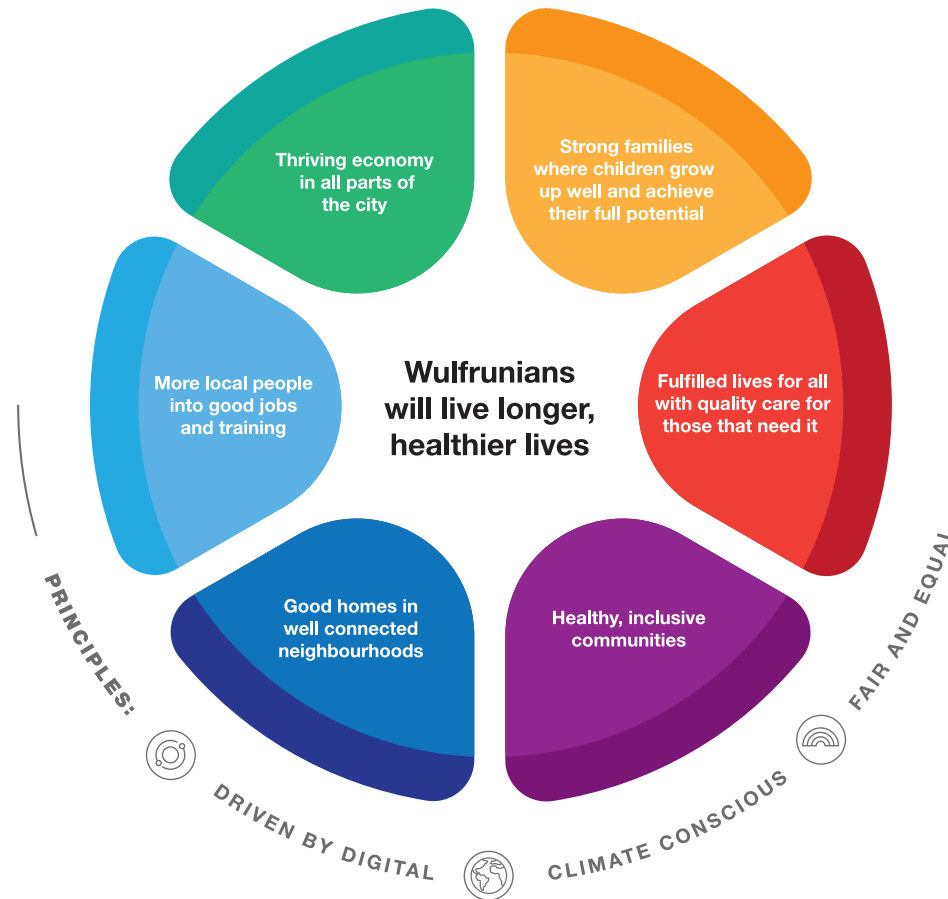 Thriving economy
in all parts of
the city
Strong families
where children grow
up well and achieve
their full potential
More local people
into good jobs
and training
Wulfrunians
will live longer,
healthier lives
Fulfilled lives for all
with quality care for
those that need it
Good homes in
well connected
neighbourhoods
Healthy, inclusive
communities
PRINCIPLES:
DRIVEN BY DIGITAL
CLIMATE CONSCIOUS
FAIR AND EQUAL